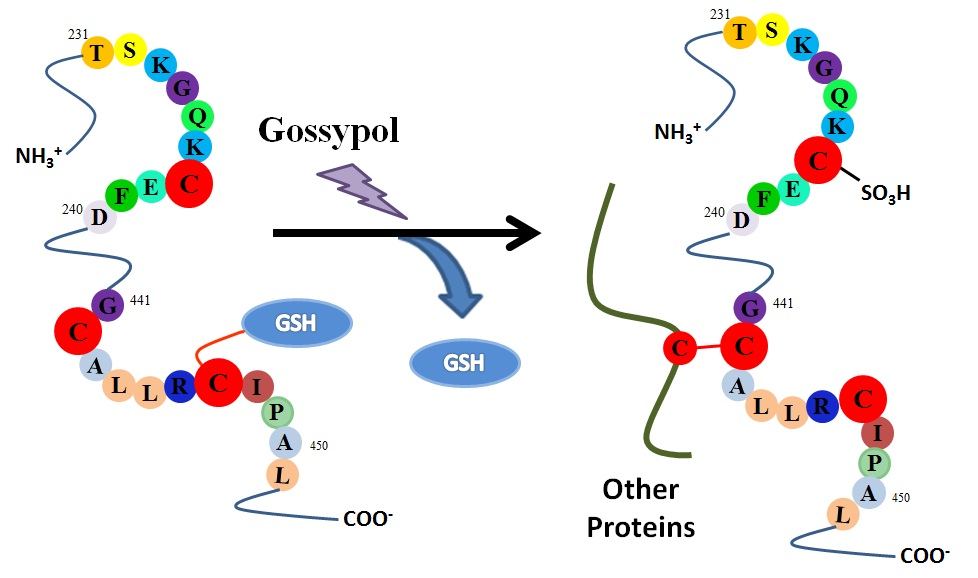 231
T
S
K
G
Q
K
C
E
F
240
D
NH3+
G
441
C
A
L
L
R
C
I
P
A
450
L
COO-
GSH
Gossypol
GSH
231
T
S
K
G
Q
K
C
SO3H
E
F
240
D
NH3+
G
441
C
C
A
L
L
R
C
I
P
A
450
L
COO-
Other
Proteins